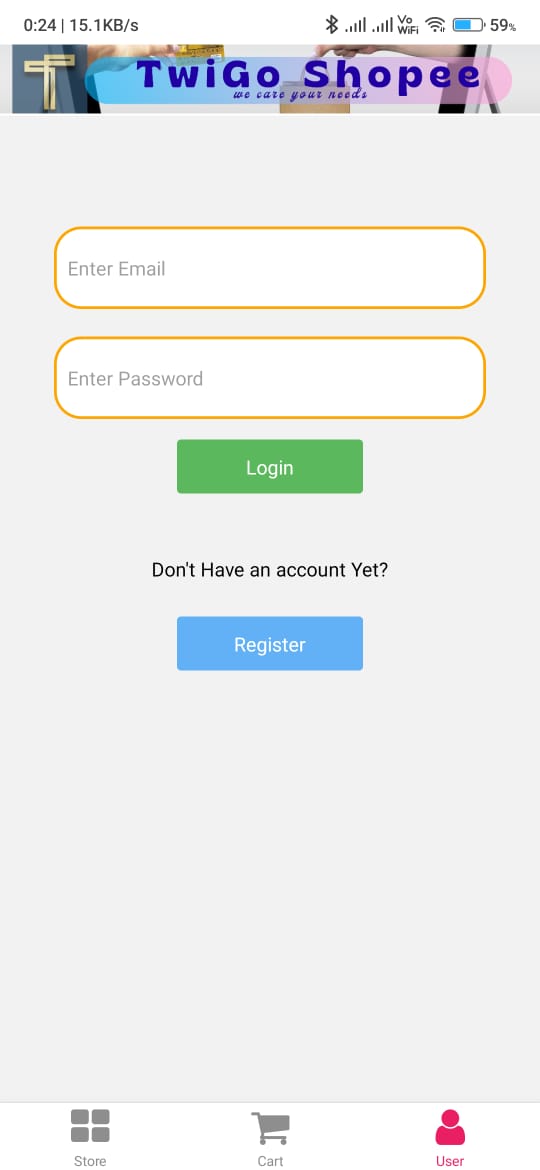 0:24 | 15.1KB/s Vo WiFi 59%
TwiGo Shopee
we care your needs
Enter Email
Enter Password
Login
Don't Have an account Yet?
Register
Store Cart User